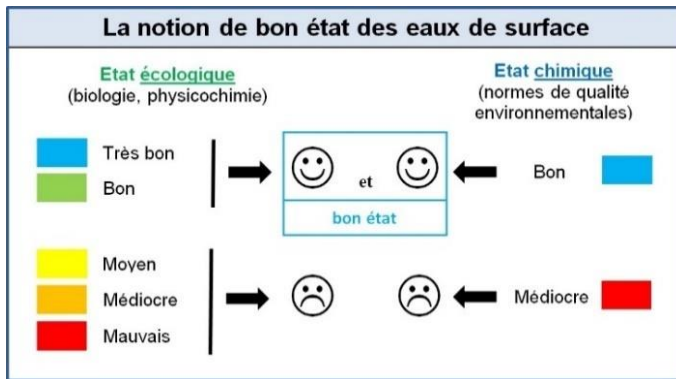 La notion de bon état des eaux de surface
Etat écologique
(biologie, physicochimie)
Etat chimique
(normes de qualité
environnementales)
Très bon
Bon
et
bon état
Bon
Moyen
Médiocre
Mauvais
Médiocre